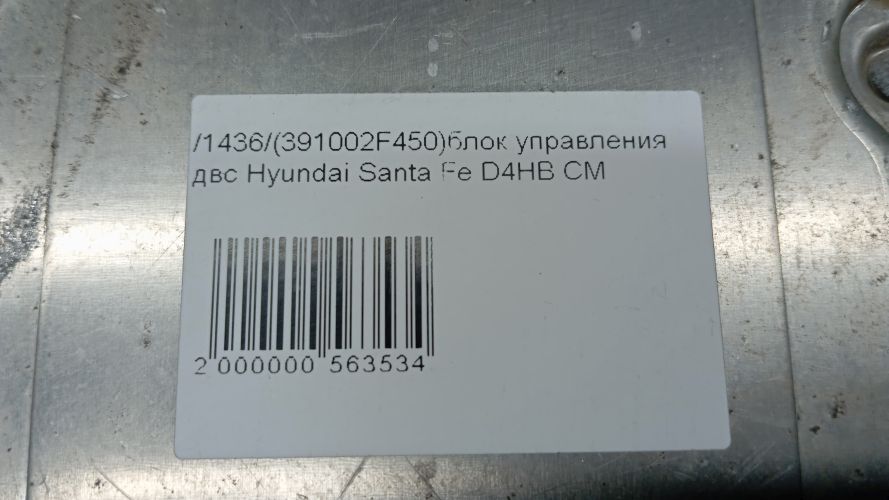 /1436/(391002F450)блок управления
двс Hyundai Santa Fe D4HB CM
2 000000 563534